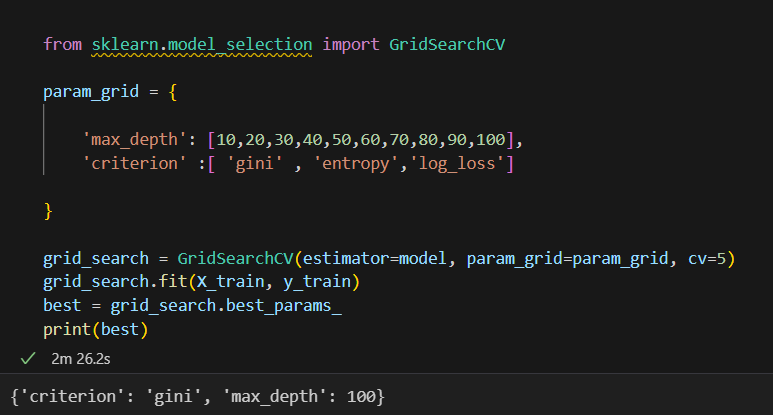 from sklearn.model_selection import GridSearchCV
param_grid = {
'max_depth': [10,20,30,40,50,60,70,80,90,100],
'criterion' :[ 'gini' , 'entropy','log_loss']
}
grid_search = GridSearchCV(estimator=model, param_grid=param_grid, cv=5)
grid_search.fit(X_train, y_train)
best = grid_search.best_params_
print(best)
2m 26.2s
{'criterion': 'gini', 'max_depth': 100}